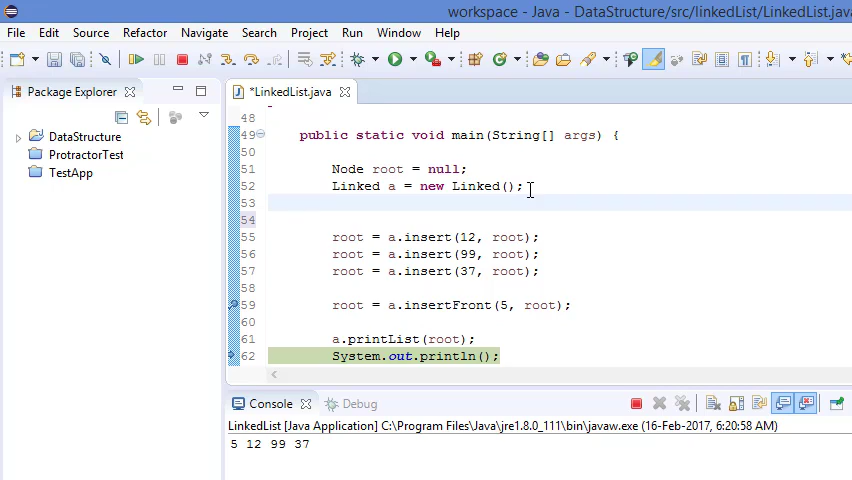 workspace - Java - DataStructure/src/linkedList/LinkedList.java
File Edit Source Refactor Navigate Search Project Run Window Help
Package Explorer
*LinkedList.java
DataStructure
ProtractorTest
TestApp
48
49 public static void main(String[] args) {
50
51 Node root = null;
52 Linked a = new Linked();
53
54
55 root = a.insert(12, root);
56 root = a.insert(99, root);
57 root = a.insert(37, root);
58
59 root = a.insertFront(5, root);
60
61 a.printList(root);
62 System.out.println();
Console Debug
LinkedList [Java Application] C:\Program Files\Java\jre1.8.0_111\bin\javaw.exe (16-Feb-2017, 6:20:58 AM)
5 12 99 37